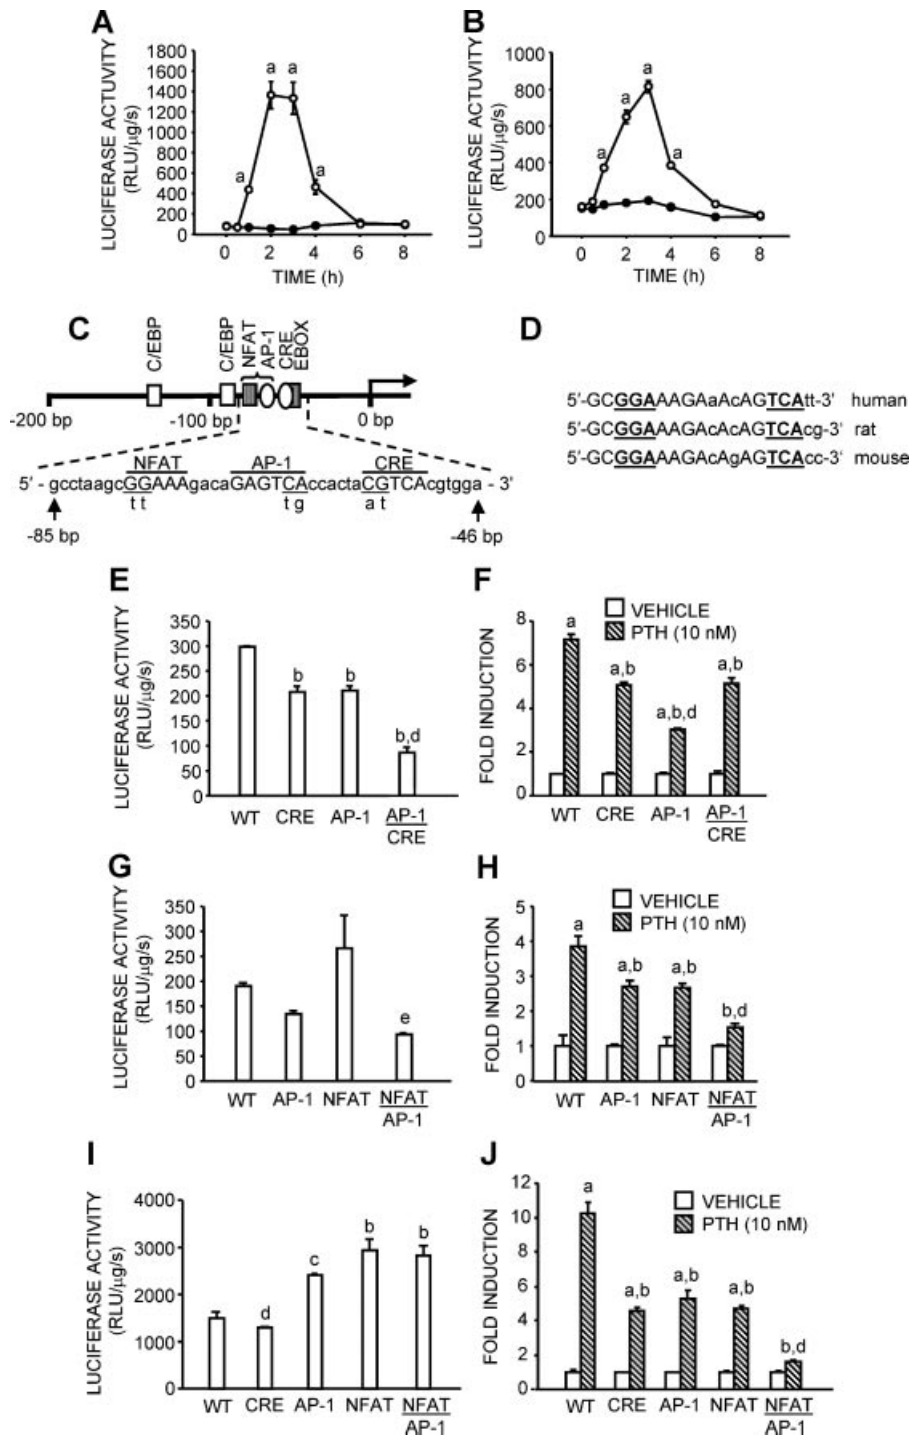 A
LUCIFERASE ACTUVITY
(RLU/µg/s)
1800
1600
1400
1200
1000
800
600
400
200
0
a
a
a
a
0
2
4
6
8
TIME (h)
B
LUCIFERASE ACTUVITY
(RLU/µg/s)
1000
800
600
400
200
0
a
a
a
a
0
2
4
6
8
TIME (h)
C
C/EBP
C/EBP
NFAT
AP-1
CRE
EBOX
-200 bp
-100 bp
0 bp
NFAT
AP-1
CRE
5' - gcctaagcGGAAAgacaGAGTCAccactaCGTCAcgtgga - 3'
t t
t g
a t
-85 bp
-46 bp
D
5'-GCGGAAAGAaAcAGTCAtt-3' human
5'-GCGGAAAGAcAcAGTCAcg-3' rat
5'-GCGGAAAGAcAgAGTCAcc-3' mouse
E
LUCIFERASE ACTIVITY
(RLU/µg/s)
350
300
250
200
150
100
50
0
b
b
b,d
WT
CRE
AP-1
AP-1
CRE
F
FOLD INDUCTION
VEHICLE
PTH (10 nM)
8
6
4
2
0
a
a,b
a,b,d
a,b
WT
CRE
AP-1
AP-1
CRE
G
LUCIFERASE ACTIVITY
(RLU/µg/s)
350
300
250
200
150
100
50
0
e
WT
AP-1
NFAT
NFAT
AP-1
H
FOLD INDUCTION
VEHICLE
PTH (10 nM)
5
4
3
2
1
0
a
a,b
a,b
b,d
WT
AP-1
NFAT
NFAT
AP-1
I
LUCIFERASE ACTIVITY
(RLU/µg/s)
4000
3000
2000
1000
0
d
c
b
b
WT
CRE
AP-1
NFAT
NFAT
AP-1
J
FOLD INDUCTION
VEHICLE
PTH (10 nM)
12
10
8
6
4
2
0
a
a,b
a,b
a,b
b,d
WT
CRE
AP-1
NFAT
NFAT
AP-1